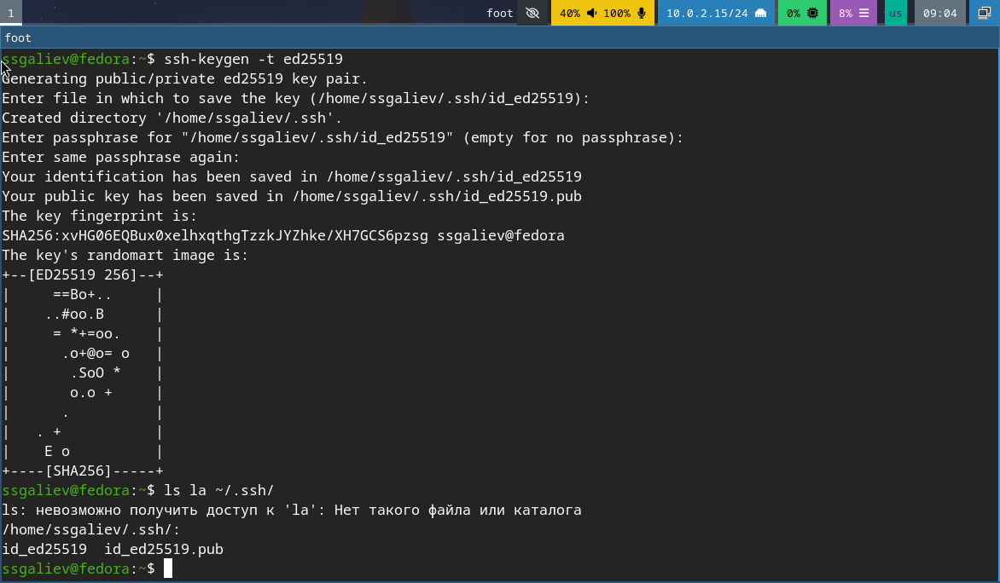 1 foot 40% 100% 10.0.2.15/24 0% 8% us 09:04
foot
ssgaliev@fedora:~$ ssh-keygen -t ed25519
Generating public/private ed25519 key pair.
Enter file in which to save the key (/home/ssgaliev/.ssh/id_ed25519):
Created directory '/home/ssgaliev/.ssh'.
Enter passphrase for "/home/ssgaliev/.ssh/id_ed25519" (empty for no passphrase):
Enter same passphrase again:
Your identification has been saved in /home/ssgaliev/.ssh/id_ed25519
Your public key has been saved in /home/ssgaliev/.ssh/id_ed25519.pub
The key fingerprint is:
SHA256:xvHG06EQBux0xelhxqthgTzzkJYZhke/XH7GCS6pzsg ssgaliev@fedora
The key's randomart image is:
+--[ED25519 256]--+
|     ==Bo+..     |
|    ..#oo.B      |
|     = *+=oo.    |
|      .o+@o= o   |
|       .SoO *    |
|       o.o +     |
|      .          |
|   . +           |
|    E o          |
+----[SHA256]-----+
ssgaliev@fedora:~$ ls la ~/.ssh/
ls: невозможно получить доступ к 'la': Нет такого файла или каталога
/home/ssgaliev/.ssh/:
id_ed25519  id_ed25519.pub
ssgaliev@fedora:~$